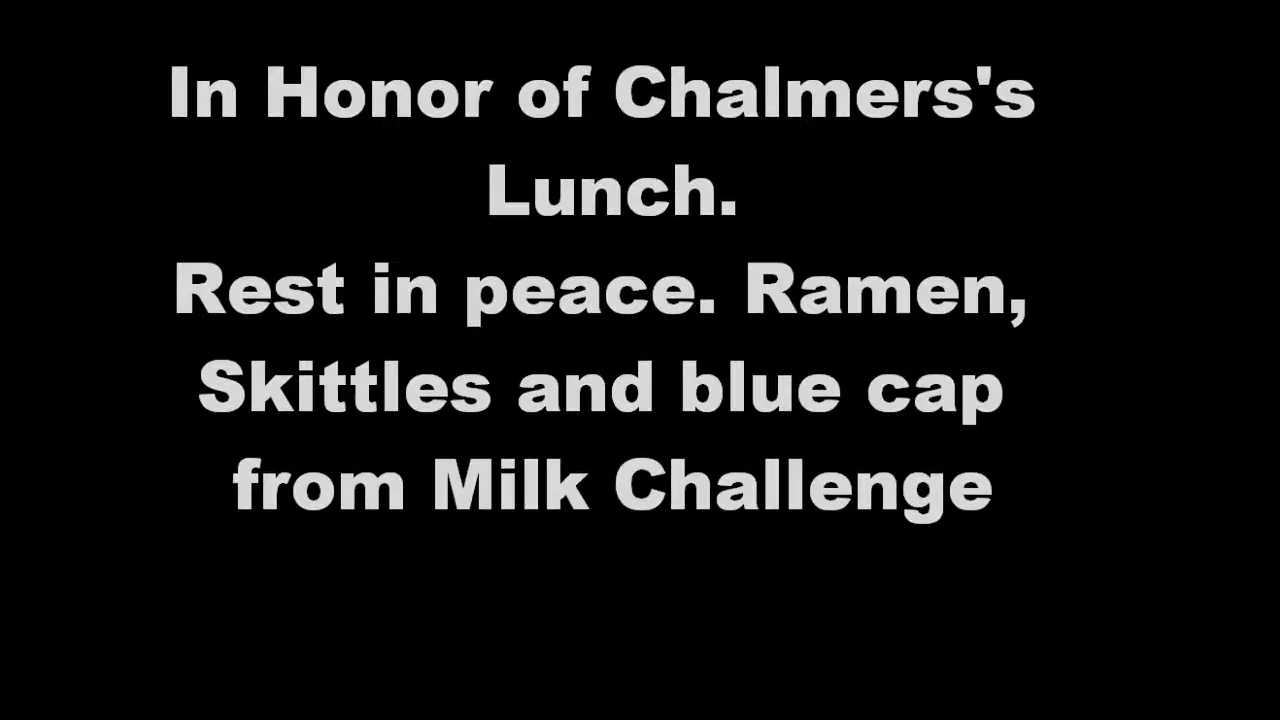 In Honor of Chalmers's
Lunch.
Rest in peace. Ramen,
Skittles and blue cap
from Milk Challenge